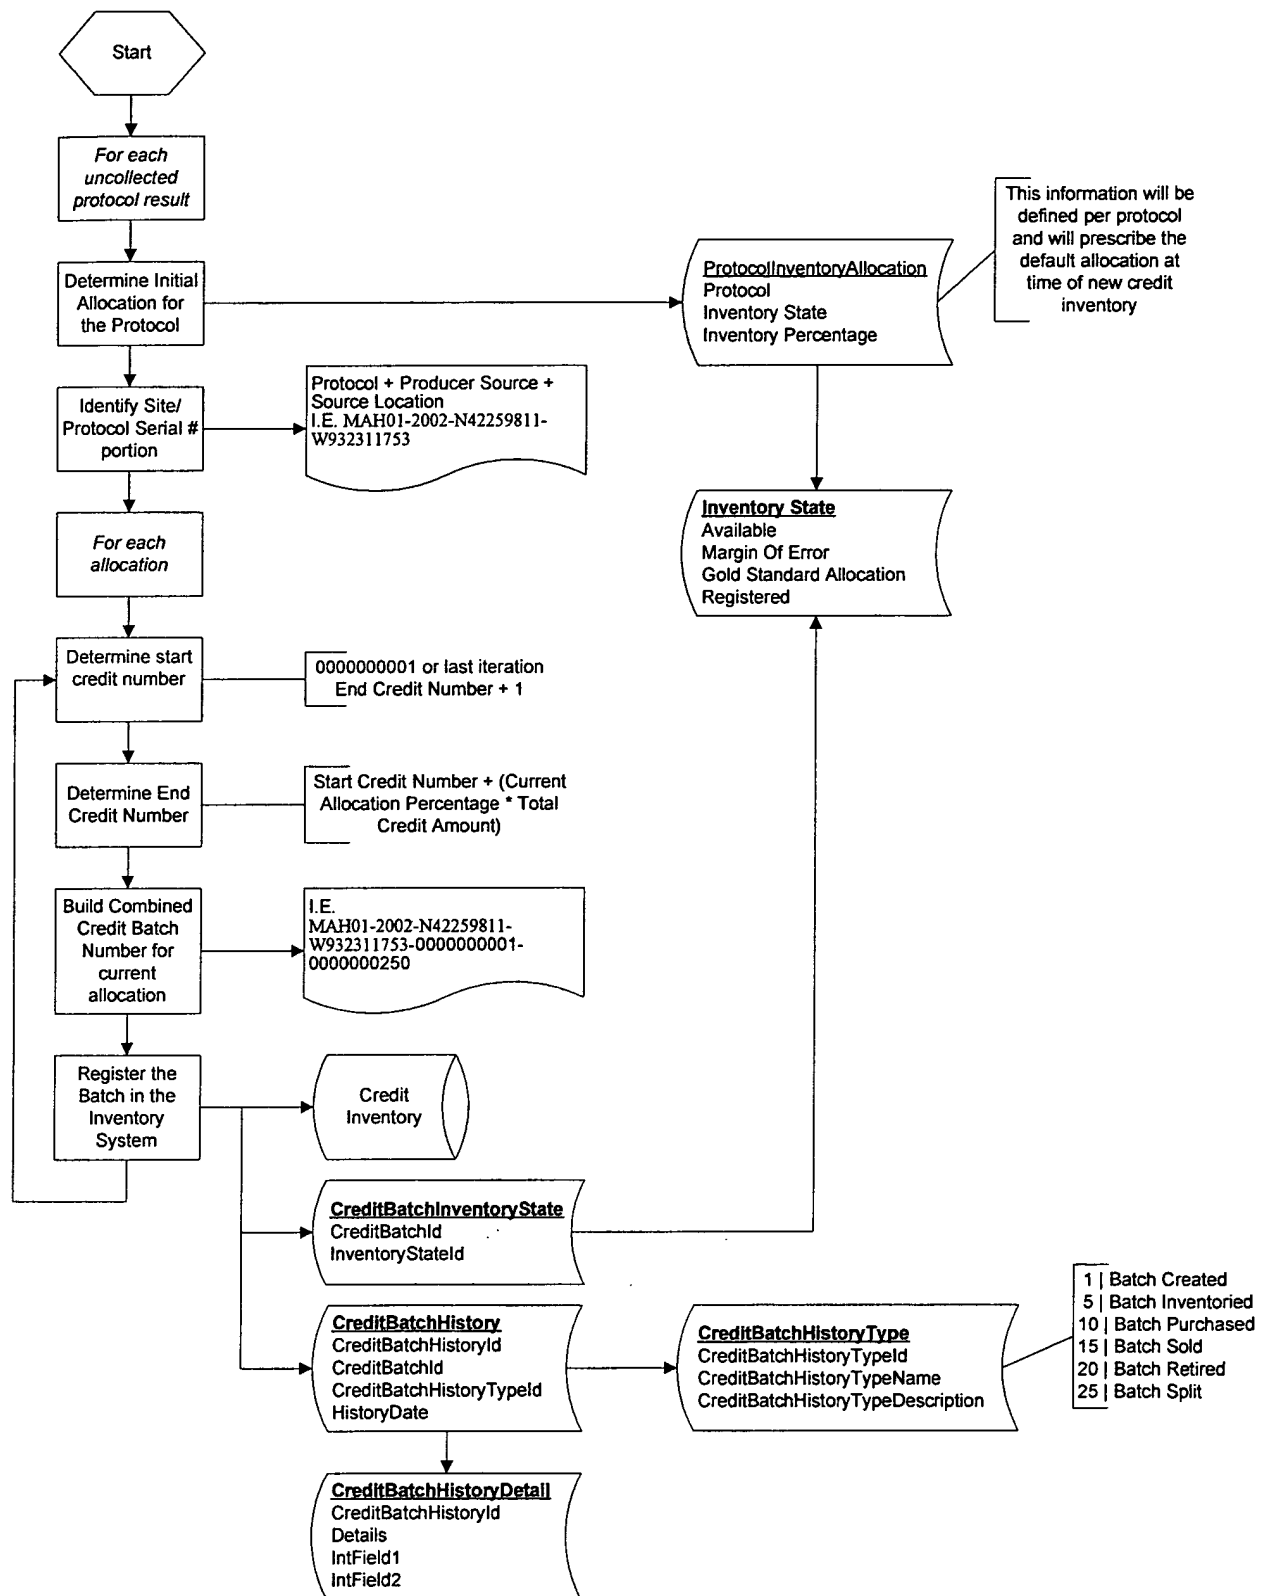 Start
For each
uncollected
protocol result
Determine Initial
Allocation for
the Protocol
ProtocolInventoryAllocation
Protocol
Inventory State
Inventory Percentage
This information will be
defined per protocol
and will prescribe the
default allocation at
time of new credit
inventory
Identify Site/
Protocol Serial #
portion
Protocol + Producer Source +
Source Location
I.E. MAH01-2002-N42259811-
W932311753
For each
allocation
Inventory State
Available
Margin Of Error
Gold Standard Allocation
Registered
Determine start
credit number
0000000001 or last iteration
End Credit Number + 1
Determine End
Credit Number
Start Credit Number + (Current
Allocation Percentage * Total
Credit Amount)
Build Combined
Credit Batch
Number for
current
allocation
I.E.
MAH01-2002-N42259811-
W932311753-0000000001-
0000000250
Register the
Batch in the
Inventory
System
Credit
Inventory
CreditBatchInventoryState
CreditBatchId
InventoryStateId
CreditBatchHistory
CreditBatchHistoryId
CreditBatchId
CreditBatchHistoryTypeId
HistoryDate
CreditBatchHistoryType
CreditBatchHistoryTypeId
CreditBatchHistoryTypeName
CreditBatchHistoryTypeDescription
1 | Batch Created
5 | Batch Inventoried
10 | Batch Purchased
15 | Batch Sold
20 | Batch Retired
25 | Batch Split
CreditBatchHistoryDetail
CreditBatchHistoryId
Details
IntField1
IntField2